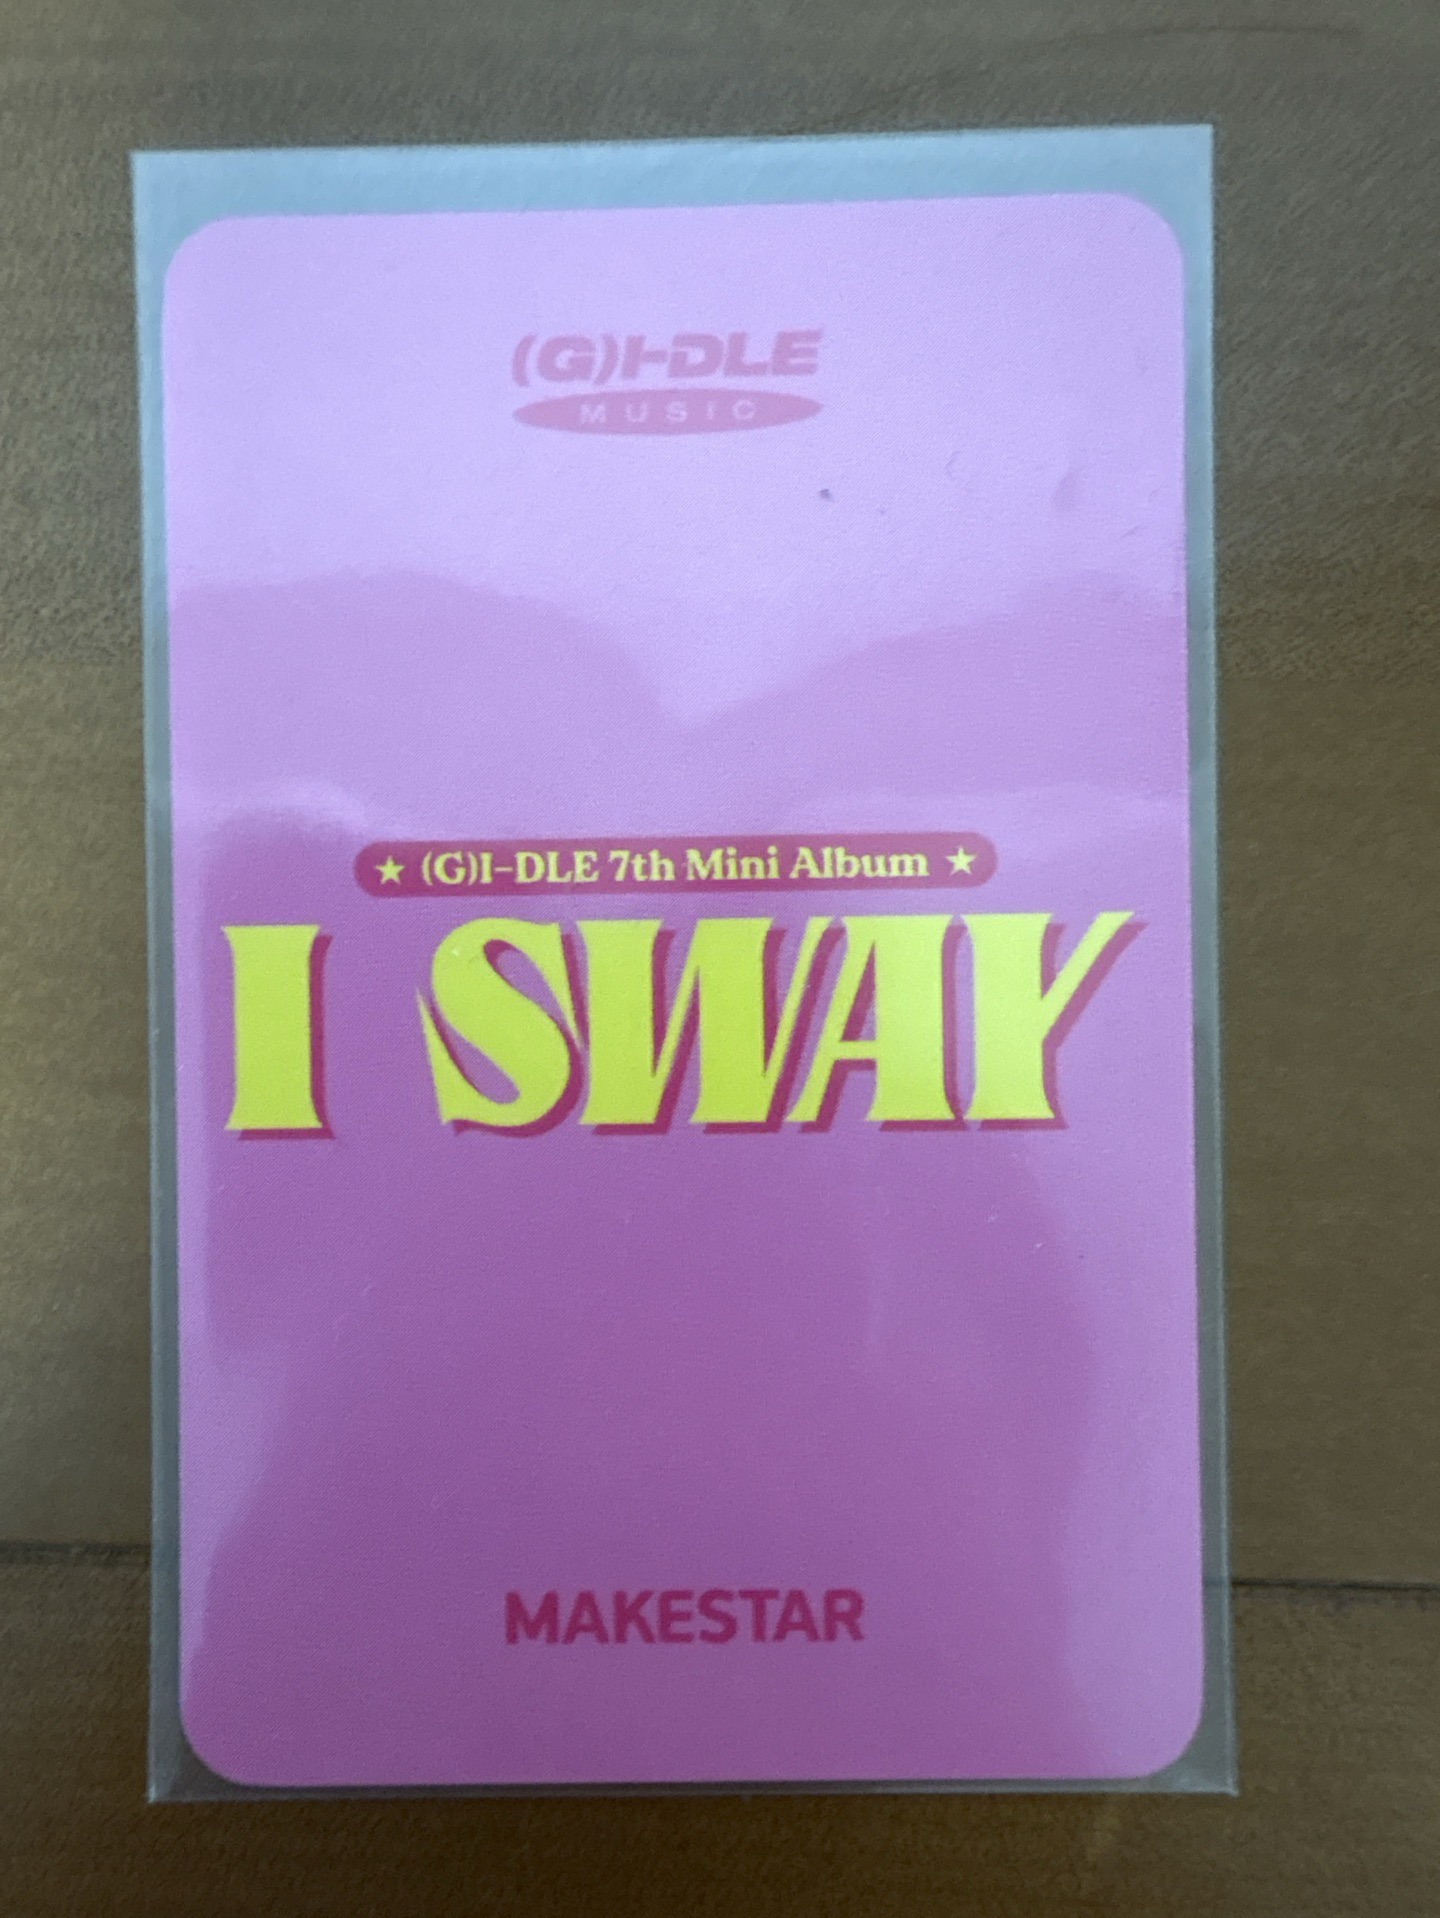 (G)I-DLE
MUSIC
★ (G)I-DLE 7th Mini Album ★
I SWAY
MAKESTAR